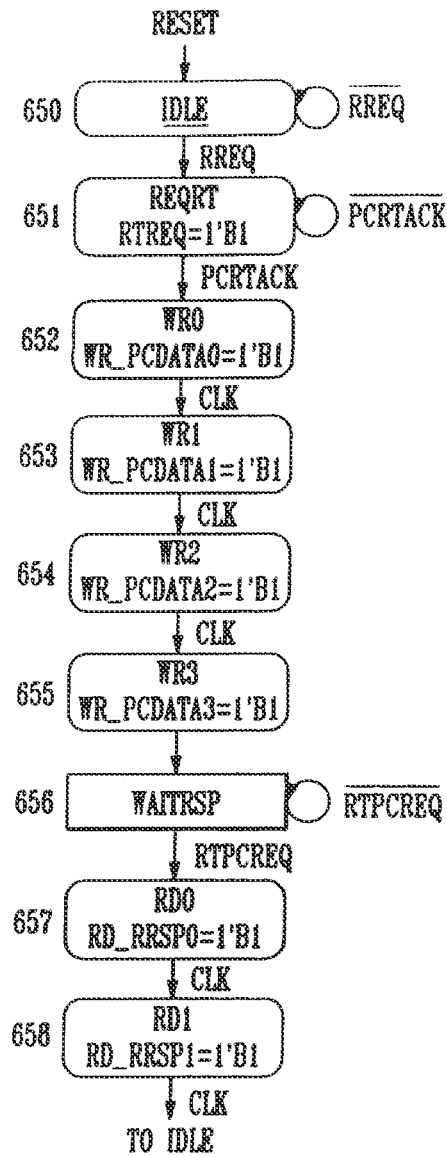 RESET
650
IDLE
RREQ
RREQ
651
REQRT
RTREQ=1'B1
PCRTACK
PCRTACK
652
WR0
WR_PCDATA0=1'B1
CLK
653
WR1
WR_PCDATA1=1'B1
CLK
654
WR2
WR_PCDATA2=1'B1
CLK
655
WR3
WR_PCDATA3=1'B1
656
WAITRSP
RTPCREQ
RTPCREQ
657
RD0
RD_RRSP0=1'B1
CLK
658
RD1
RD_RRSP1=1'B1
CLK
TO IDLE